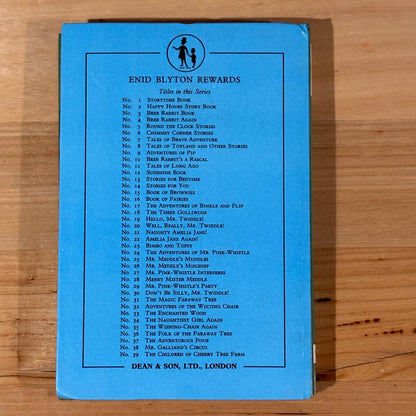 ENID BLYTON REWARDS
Titles in this Series
No. 1 STORYTIME BOOK
No. 2 HAPPY HOURS STORY BOOK
No. 3 BRER RABBIT BOOK
No. 4 BRER RABBIT AGAIN
No. 5 ROUND THE CLOCK STORIES
No. 6 CHIMNEY CORNER STORIES
No. 7 TALES OF BRAVE ADVENTURE
No. 8 TALES OF TOYLAND AND OTHER STORIES
No. 9 ADVENTURES OF PIP
No. 10 BRER RABBIT'S A RASCAL
No. 11 TALES OF LONG AGO
No. 12 SUNSHINE BOOK
No. 13 STORIES FOR BEDTIME
No. 14 STORIES FOR YOU
No. 15 BOOK OF BROWNIES
No. 16 BOOK OF FAIRIES
No. 17 THE ADVENTURES OF BINKLE AND FLIP
No. 18 THE THREE GOLLIWOGS
No. 19 HELLO, MR. TWIDDLE!
No. 20 WELL, REALLY, MR. TWIDDLE!
No. 21 NAUGHTY AMELIA JANE!
No. 22 AMELIA JANE AGAIN!
No. 23 BIMBO AND TOPSY
No. 24 THE ADVENTURES OF MR. PINK-WHISTLE
No. 25 MR. MEDDLE'S MUDDLES
No. 26 MR. MEDDLE'S MISCHIEF
No. 27 MR. PINK-WHISTLE INTERFERES
No. 28 MERRY MISTER MEDDLE
No. 29 MR. PINK-WHISTLE'S PARTY
No. 30 DON'T BE SILLY, MR. TWIDDLE!
No. 31 THE MAGIC FARAWAY TREE
No. 32 ADVENTURES OF THE WISHING CHAIR
No. 33 THE ENCHANTED WOOD
No. 34 THE NAUGHTIEST GIRL AGAIN
No. 35 THE WISHING-CHAIR AGAIN
No. 36 THE FOLK OF THE FARAWAY TREE
No. 37 THE ADVENTUROUS FOUR
No. 38 MR. GALLIANO'S CIRCUS
No. 39 THE CHILDREN OF CHERRY TREE FARM
DEAN & SON, LTD., LONDON